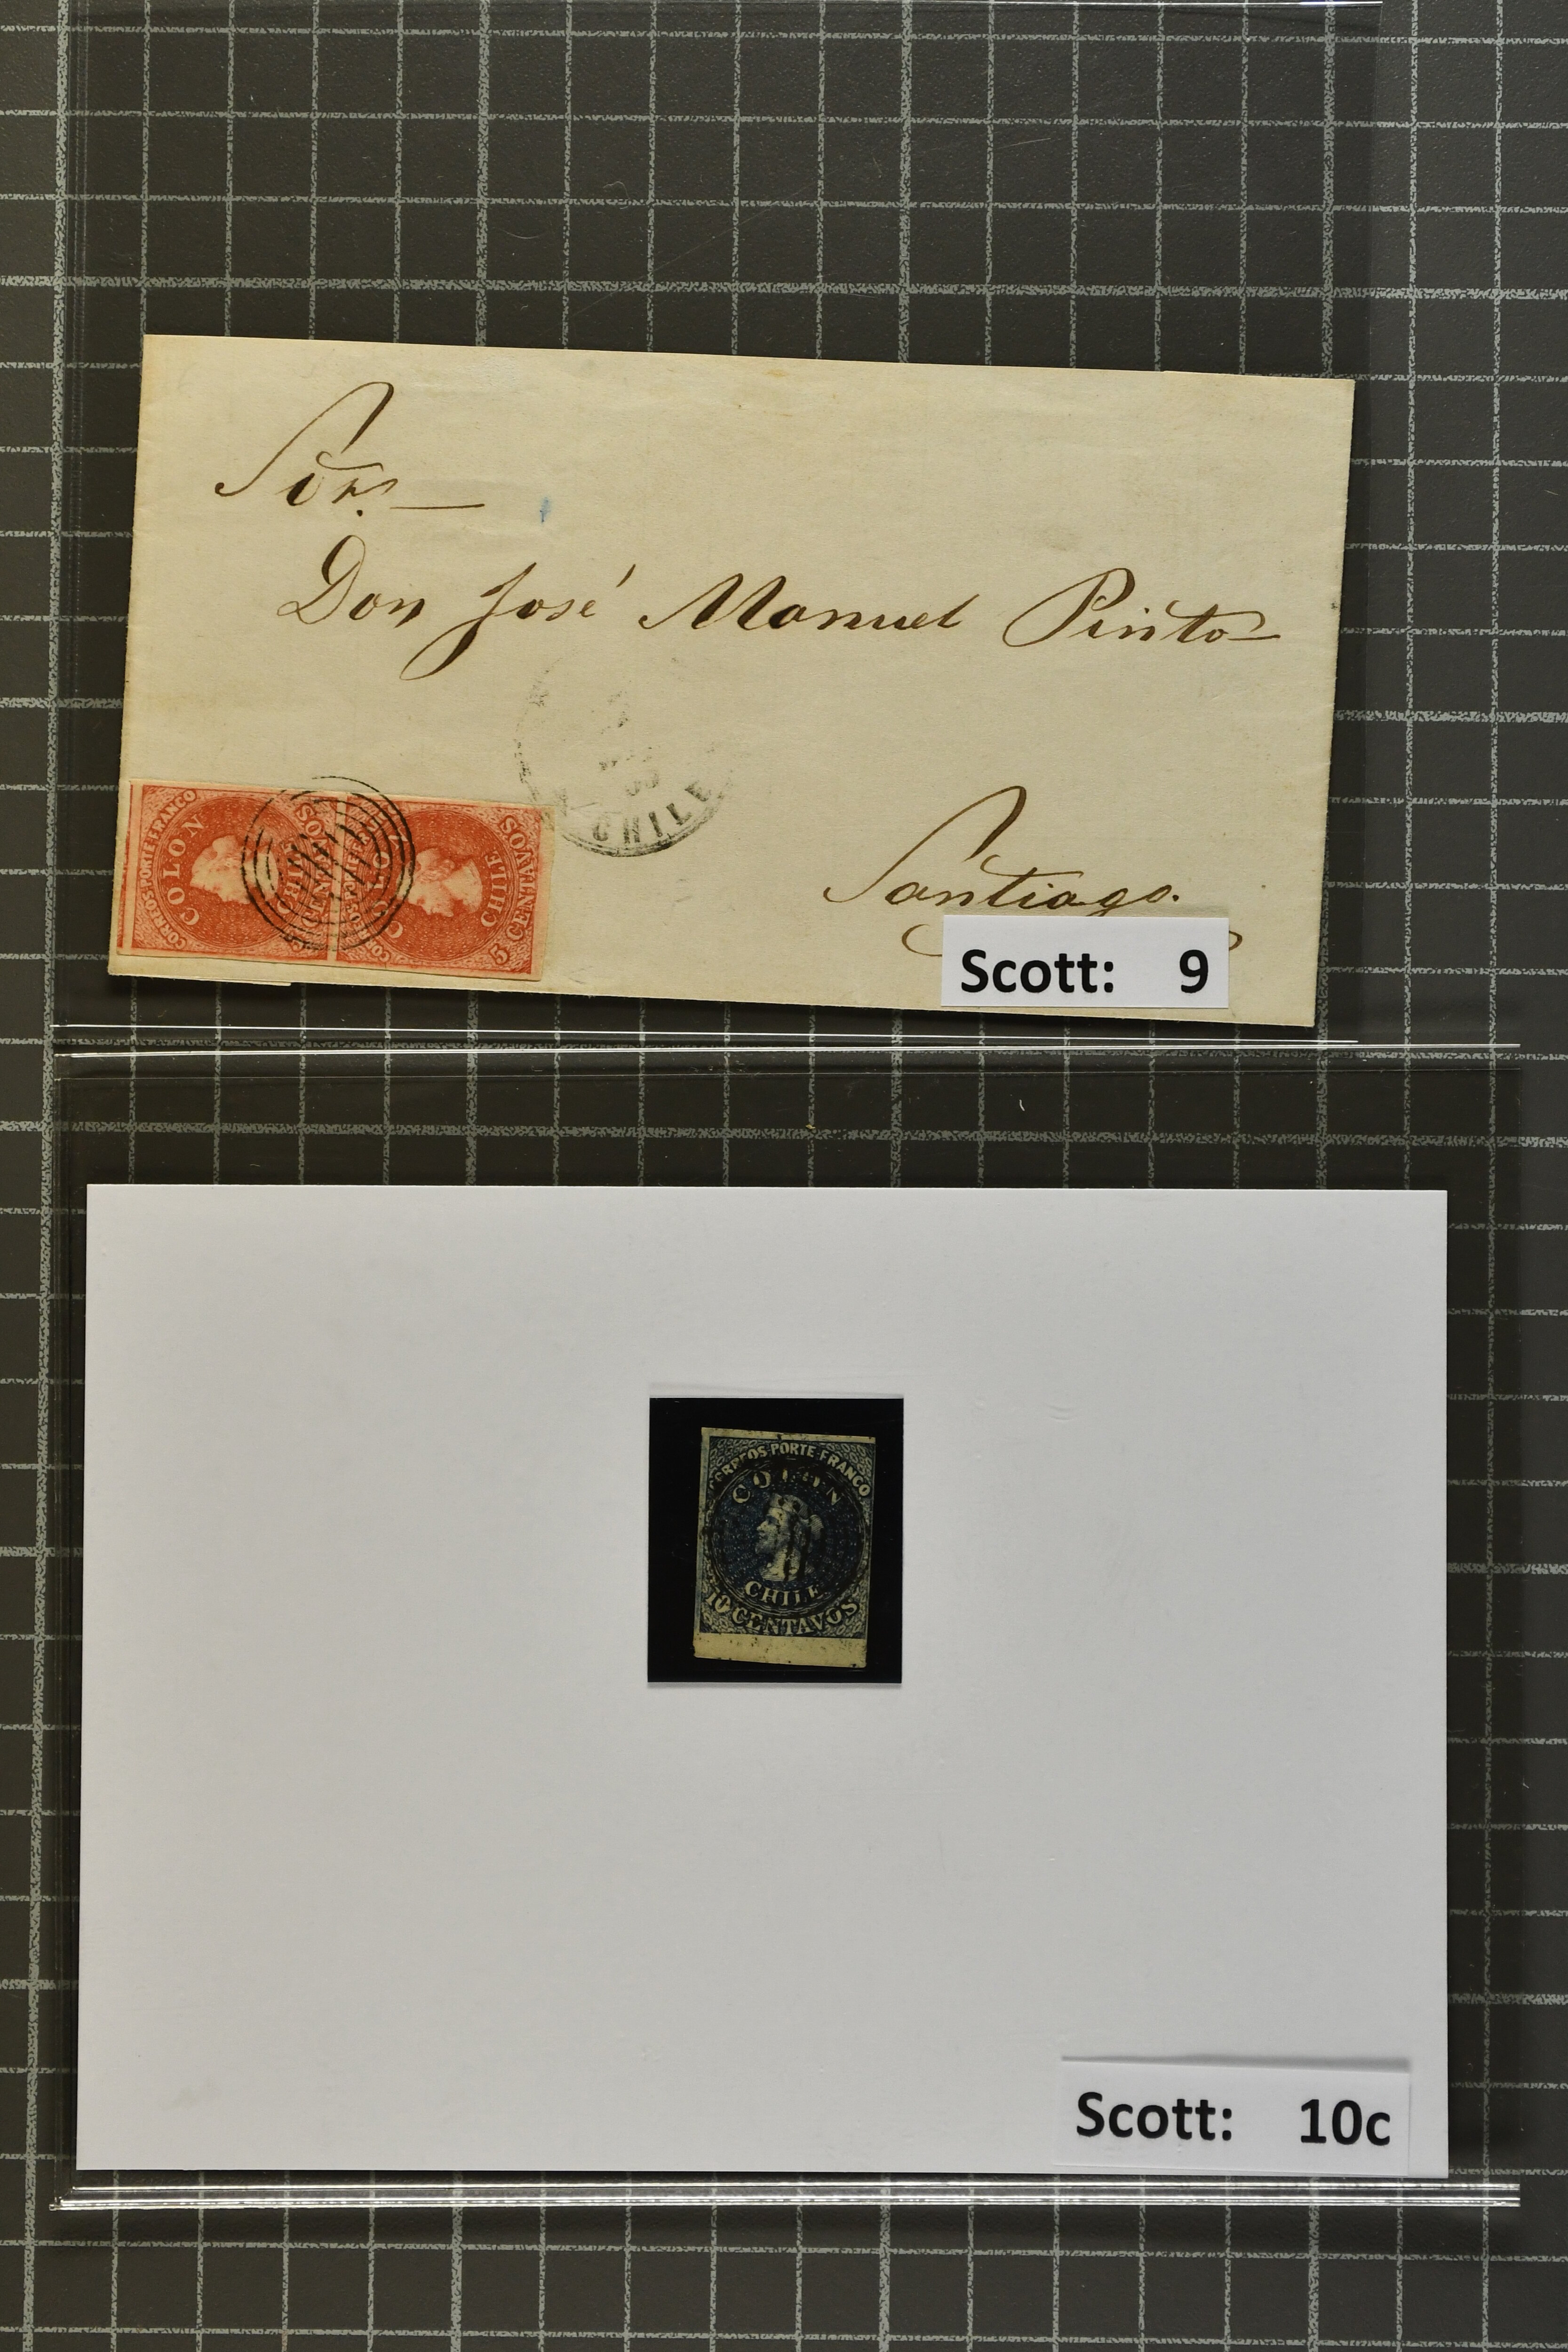 Sor.
Don José Manuel Pinto
Santiago.
CHILE
CORREOS·PORTE·FRANCO
COLON
CHILE
5 CENTAVOS
Scott: 9
CORREOS·PORTE·FRANCO
COLON
CHILE
10 CENTAVOS
Scott: 10c